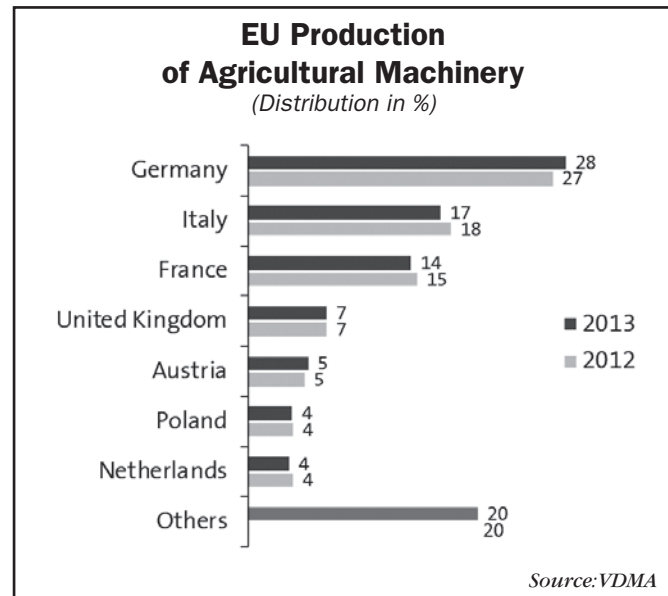 EU Production
of Agricultural Machinery
(Distribution in %)
Germany 28
27
Italy 17
18
France 14
15
United Kingdom 7
7
Austria 5
5
Poland 4
4
Netherlands 4
4
Others 20
20
2013
2012
Source:VDMA